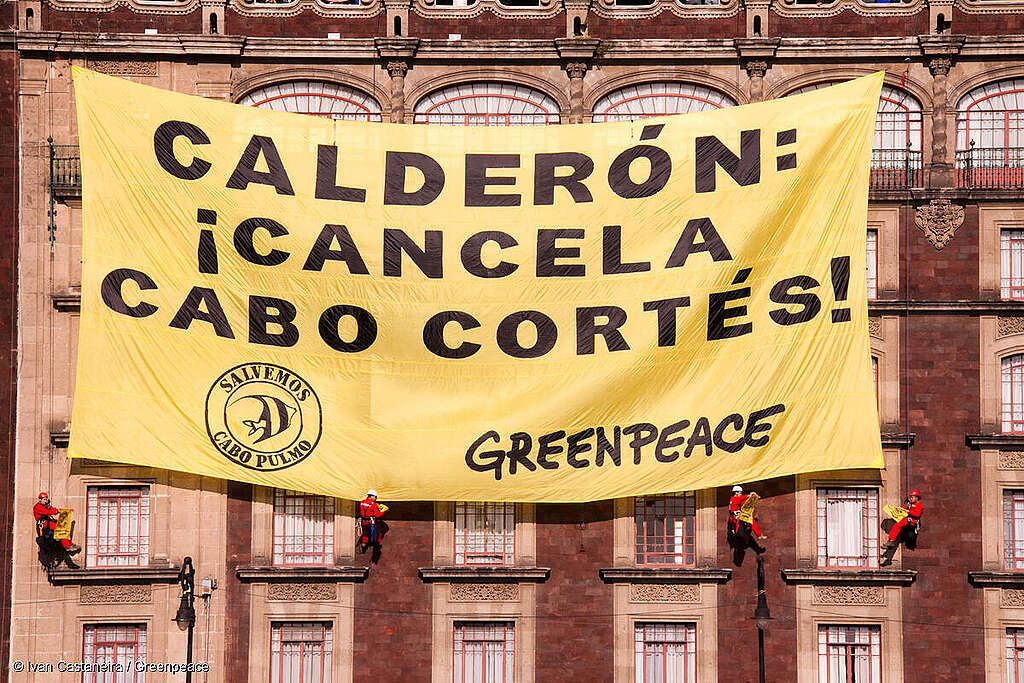 CALDERÓN:
¡CANCELA
CABO CORTÉS!
SALVEMOS
CABO PULMO
GREENPEACE
© Ivan Castaneira / Greenpeace